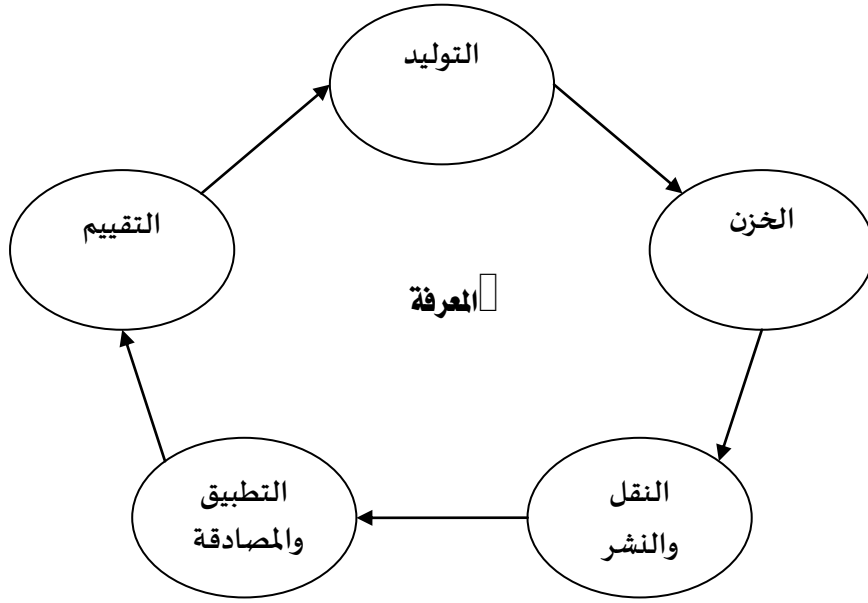 التوليد
الخزن
التقييم
المعرفة
النقل
والنشر
التطبيق
والمصادقة